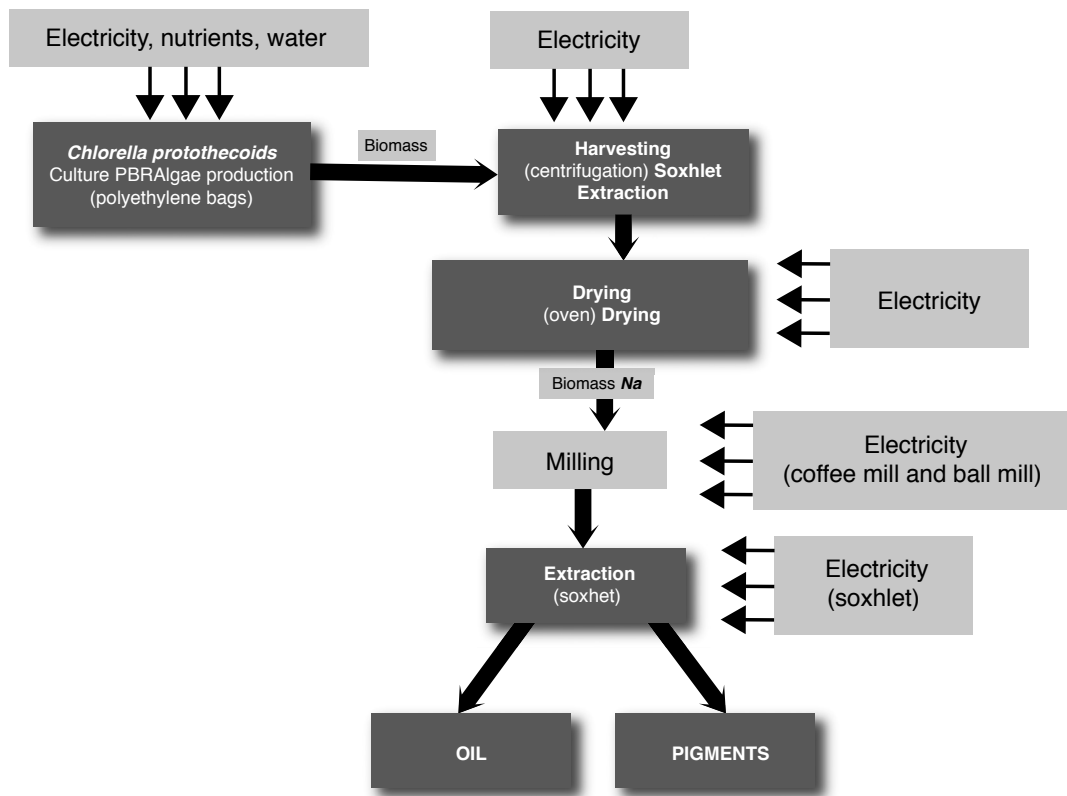 Electricity, nutrients, water
Electricity
Chlorella protothecoids
Culture PBRAlgae production
(polyethylene bags)
Biomass
Harvesting
(centrifugation) Soxhlet
Extraction
Drying
(oven) Drying
Electricity
Biomass Na
Milling
Electricity
(coffee mill and ball mill)
Extraction
(soxhet)
Electricity
(soxhlet)
OIL
PIGMENTS